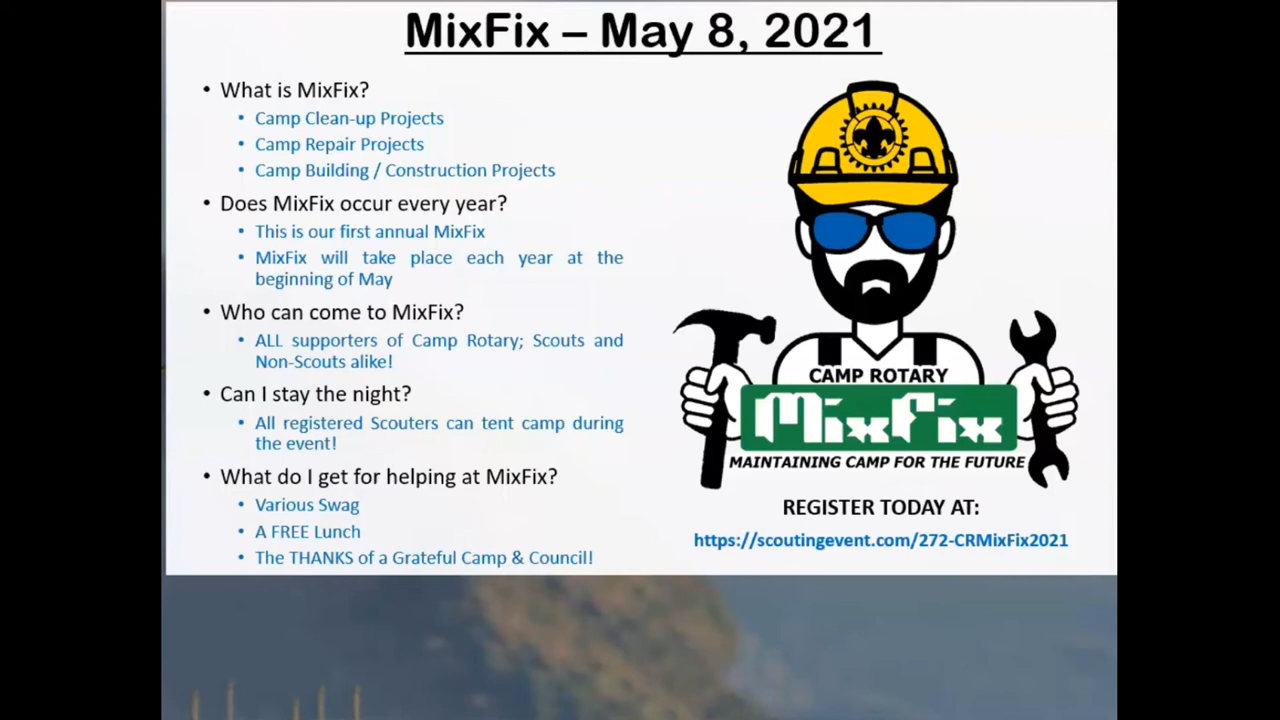 MixFix – May 8, 2021
• What is MixFix?
• Camp Clean-up Projects
• Camp Repair Projects
• Camp Building / Construction Projects
• Does MixFix occur every year?
• This is our first annual MixFix
• MixFix will take place each year at the
beginning of May
• Who can come to MixFix?
• ALL supporters of Camp Rotary; Scouts and
Non-Scouts alike!
• Can I stay the night?
• All registered Scouters can tent camp during
the event!
• What do I get for helping at MixFix?
• Various Swag
• A FREE Lunch
• The THANKS of a Grateful Camp & Council!
CAMP ROTARY
MixFix
MAINTAINING CAMP FOR THE FUTURE
REGISTER TODAY AT:
https://scoutingevent.com/272-CRMixFix2021